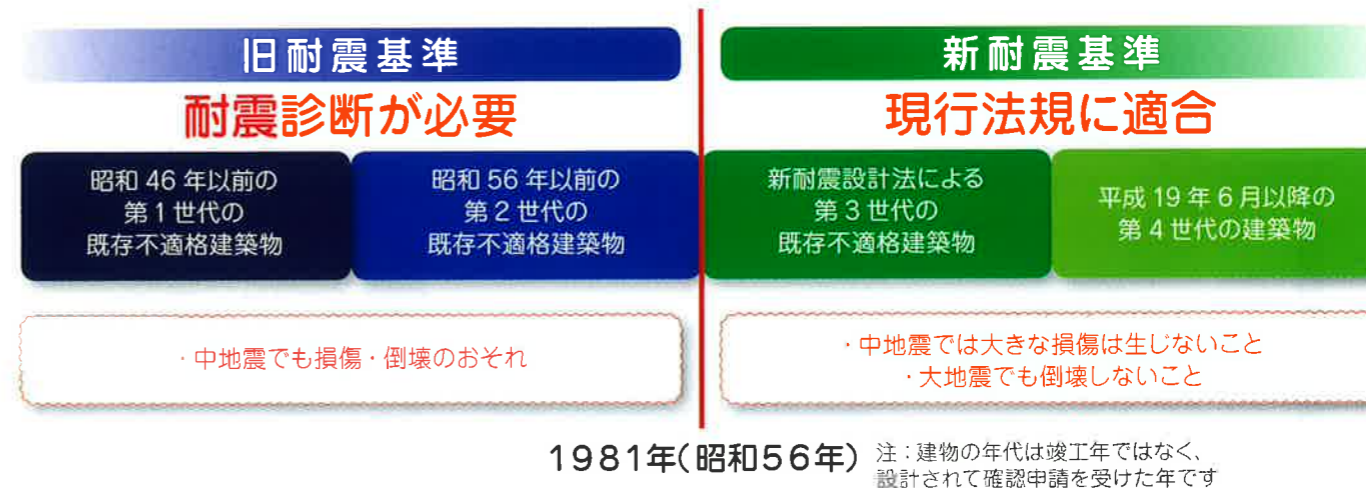 旧耐震基準
耐震診断が必要
昭和 46 年以前の
第 1 世代の
既存不適格建築物
昭和 56 年以前の
第 2 世代の
既存不適格建築物
・中地震でも損傷・倒壊のおそれ
新耐震基準
現行法規に適合
新耐震設計法による
第 3 世代の
既存不適格建築物
平成 19 年 6 月以降の
第 4 世代の建築物
・中地震では大きな損傷は生じないこと
・大地震でも倒壊しないこと
1981年(昭和56年)
注：建物の年代は竣工年ではなく、
設計されて確認申請を受けた年です